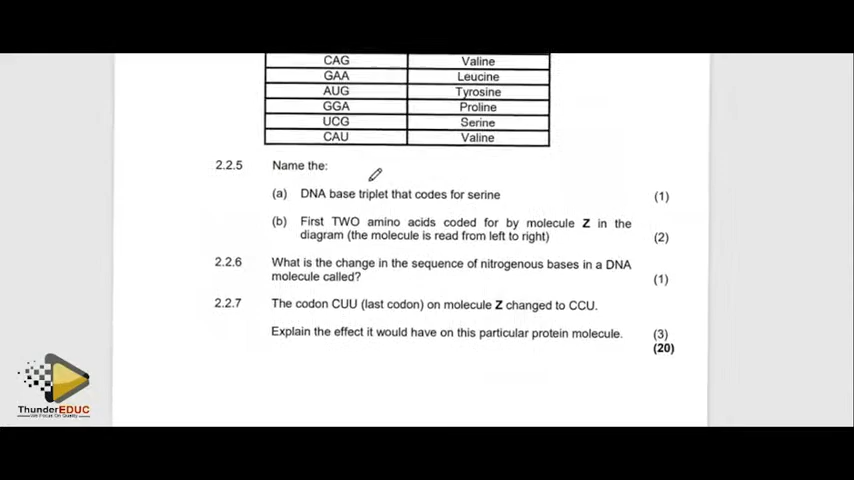 CAG Valine
GAA Leucine
AUG Tyrosine
GGA Proline
UCG Serine
CAU Valine
2.2.5 Name the:
(a) DNA base triplet that codes for serine (1)
(b) First TWO amino acids coded for by molecule Z in the
diagram (the molecule is read from left to right) (2)
2.2.6 What is the change in the sequence of nitrogenous bases in a DNA
molecule called? (1)
2.2.7 The codon CUU (last codon) on molecule Z changed to CCU.
Explain the effect it would have on this particular protein molecule. (3)
(20)
ThunderEDUC
We Focus On Quality